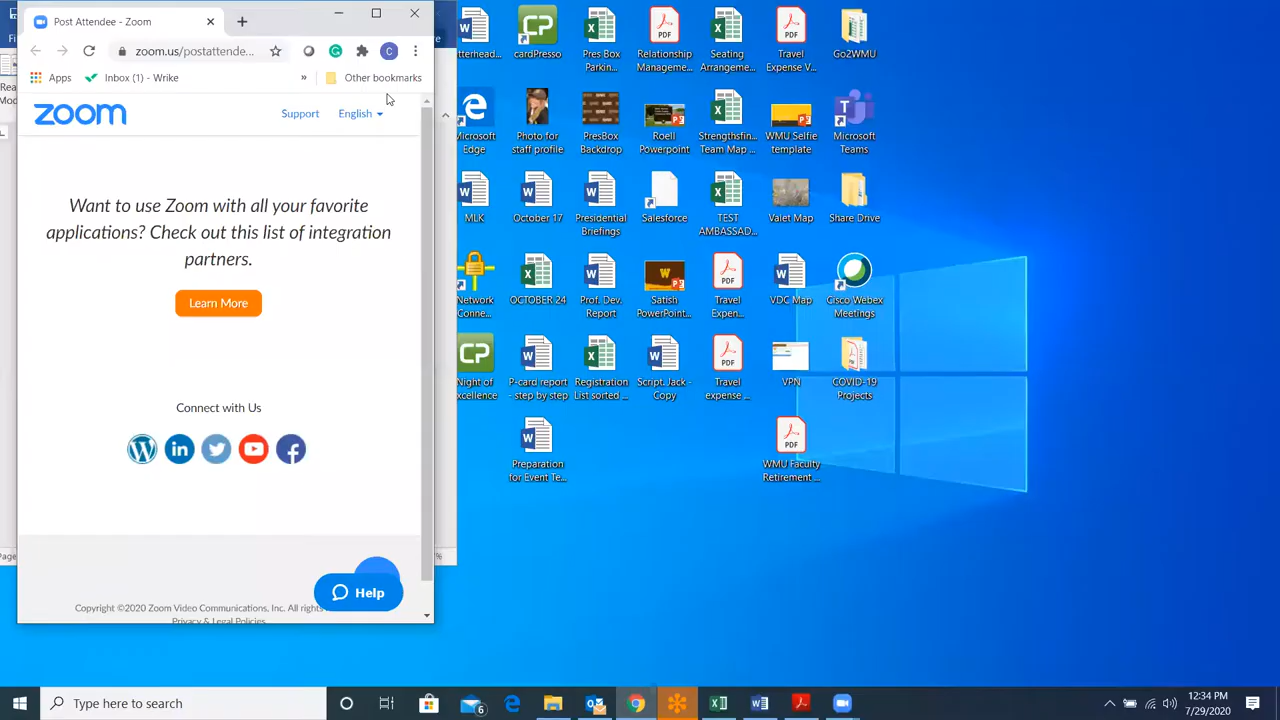 Post Attendee - Zoom
zoom.us/postattende...
C
Apps
Inbox (1) - Wrike
»
Other bookmarks
zoom
Support
English
Want to use Zoom with all your favorite
applications? Check out this list of integration
partners.
Learn More
Connect with Us
Help
Copyright ©2020 Zoom Video Communications, Inc. All rights
Privacy & Legal Policies
cardPresso
Pres Box
Parkin...
Relationship
Manageme...
Seating
Arrangeme...
Travel
Expense V...
Go2WMU
Microsoft
Edge
Photo for
staff profile
PresBox
Backdrop
Roell
Powerpoint
Strengthsfin...
Team Map ...
WMU Selfie
template
Microsoft
Teams
MLK
October 17
Presidential
Briefings
Salesforce
TEST
AMBASSAD...
Valet Map
Share Drive
Network
Conne...
OCTOBER 24
Prof. Dev.
Report
Satish
PowerPoint...
Travel
Expen...
VDC Map
Cisco Webex
Meetings
Night of
xcellence
P-card report
- step by step
Registration
List sorted ...
Script. Jack -
Copy
Travel
expense ...
VPN
COVID-19
Projects
Preparation
for Event Te...
WMU Faculty
Retirement ...
Type here to search
6
12:34 PM
7/29/2020